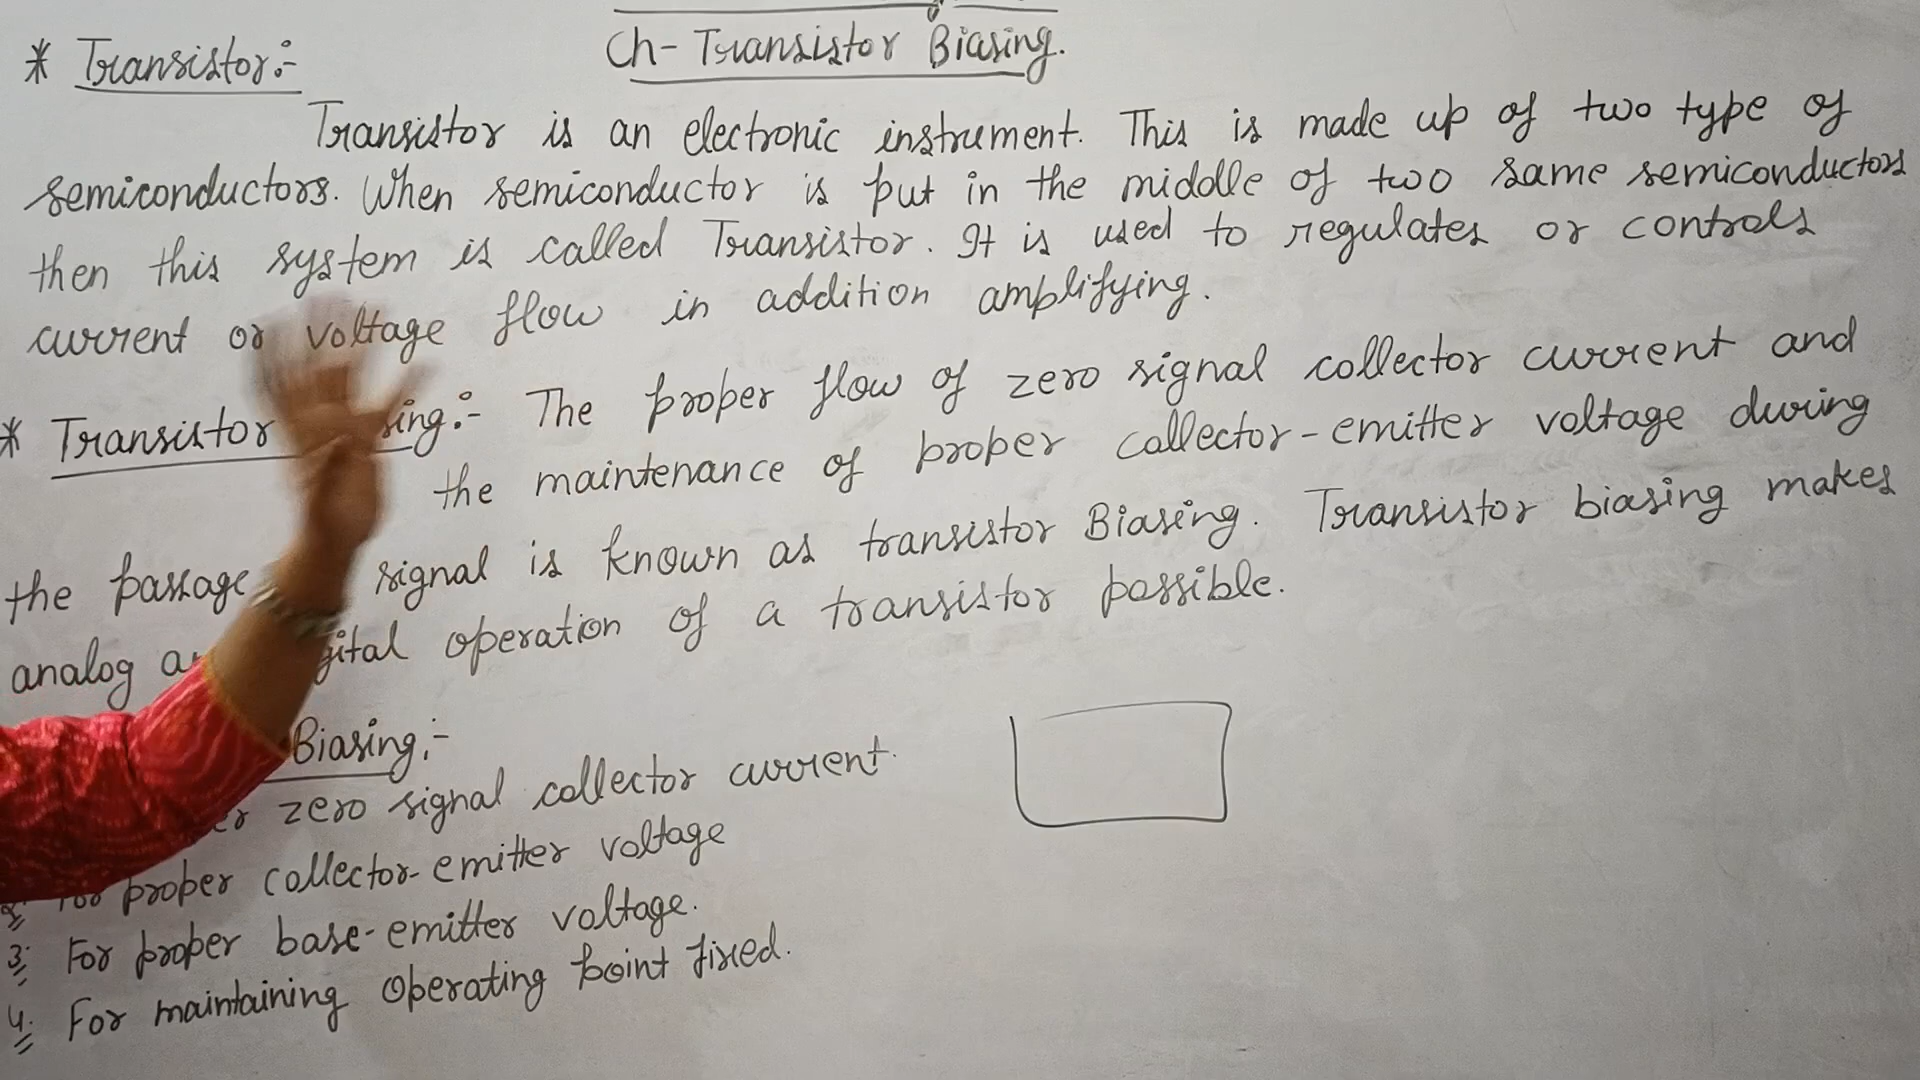 Ch- Transistor Biasing.
* Transistor:-
Transistor is an electronic instrument. This is made up of two type of
semiconductors. When semiconductor is put in the middle of two same semiconductors
then this system is called Transistor. It is used to regulates or controls
current or voltage flow in addition amplifying.
* Transistor sing:- The proper flow of zero signal collector current and
the maintenance of proper collector-emitter voltage during
the passage signal is known as transistor Biasing. Transistor biasing makes
analog gital operation of a transistor possible.
Biasing:-
zero signal collector current.
2. For proper collector-emitter voltage
3. For proper base-emitter voltage.
4. For maintaining operating point fixed.